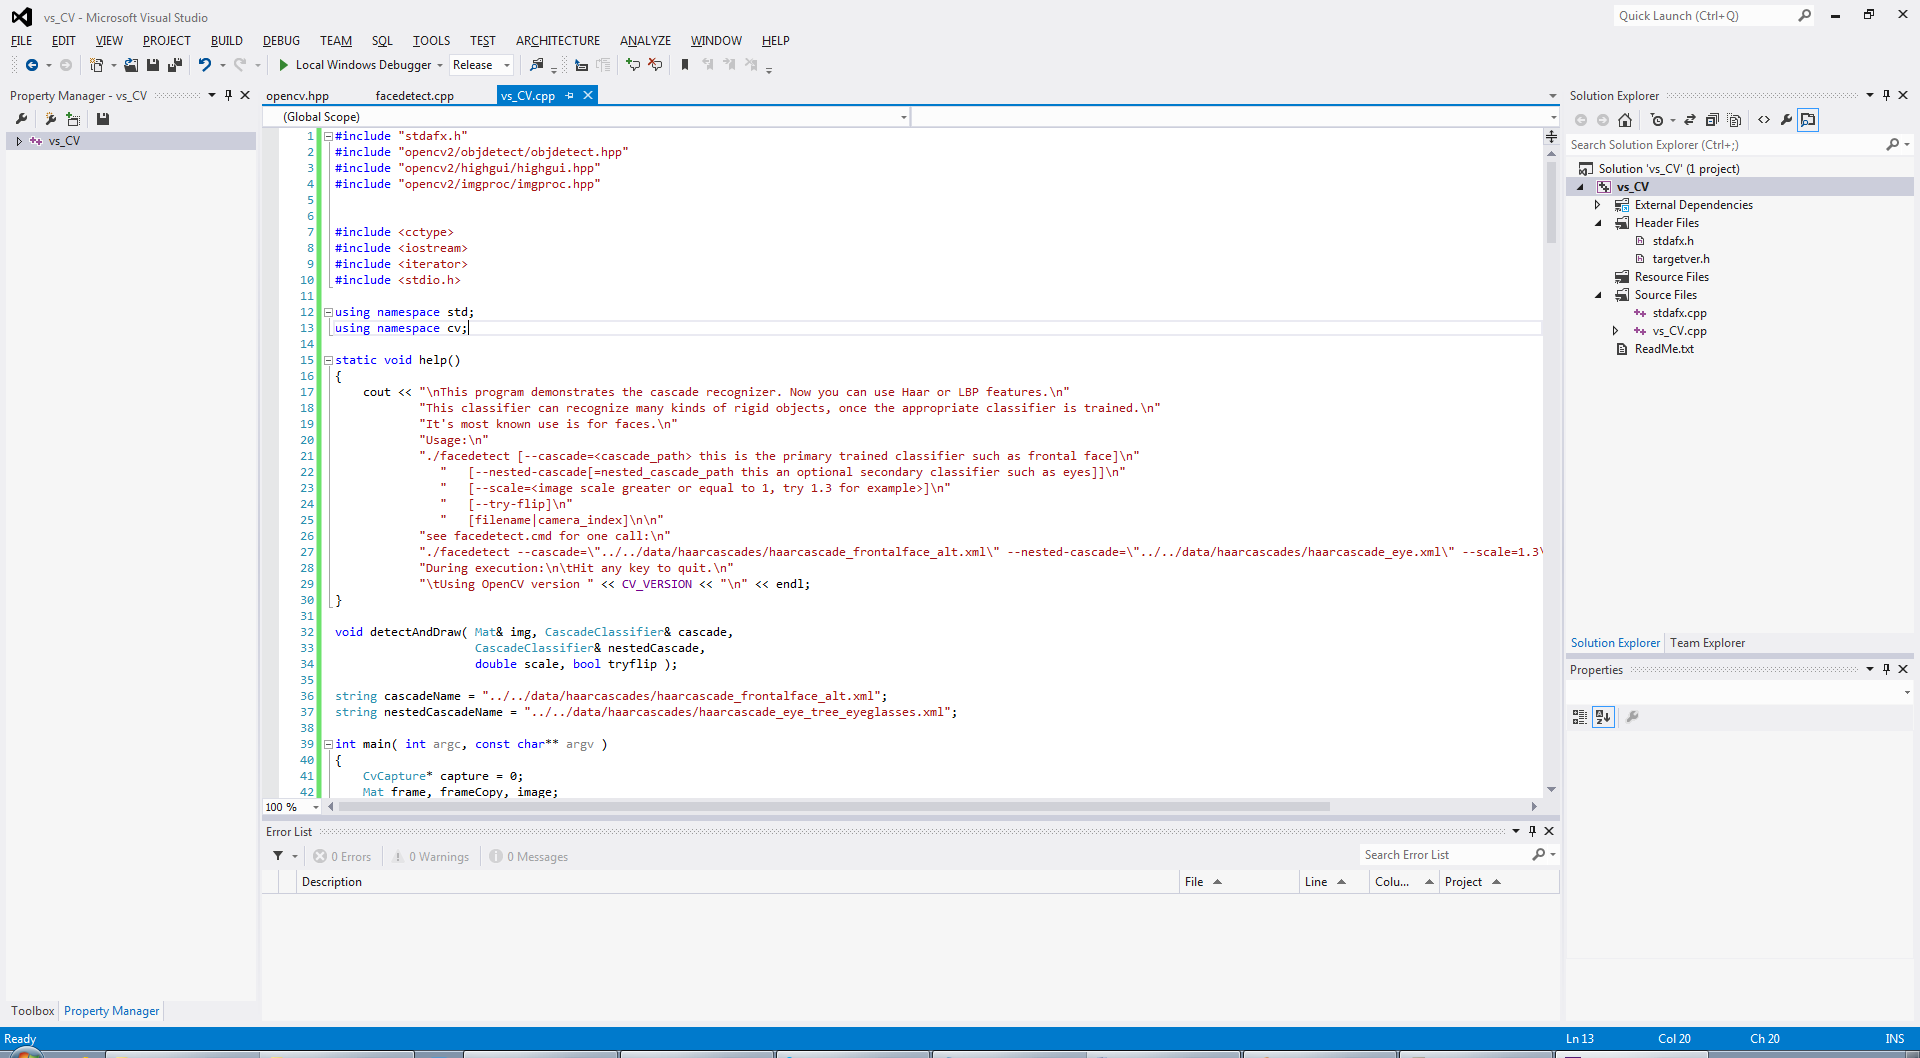 vs_CV - Microsoft Visual Studio
Quick Launch (Ctrl+Q)
FILE EDIT VIEW PROJECT BUILD DEBUG TEAM SQL TOOLS TEST ARCHITECTURE ANALYZE WINDOW HELP
Local Windows Debugger Release
Property Manager - vs_CV
vs_CV
Toolbox Property Manager
opencv.hpp facedetect.cpp vs_CV.cpp
(Global Scope)
1 #include "stdafx.h"
2 #include "opencv2/objdetect/objdetect.hpp"
3 #include "opencv2/highgui/highgui.hpp"
4 #include "opencv2/imgproc/imgproc.hpp"
5
6
7 #include <cctype>
8 #include <iostream>
9 #include <iterator>
10 #include <stdio.h>
11
12 using namespace std;
13 using namespace cv;
14
15 static void help()
16 {
17 cout << "\nThis program demonstrates the cascade recognizer. Now you can use Haar or LBP features.\n"
18 "This classifier can recognize many kinds of rigid objects, once the appropriate classifier is trained.\n"
19 "It's most known use is for faces.\n"
20 "Usage:\n"
21 "./facedetect [--cascade=<cascade_path> this is the primary trained classifier such as frontal face]\n"
22 " [--nested-cascade[=nested_cascade_path this an optional secondary classifier such as eyes]]\n"
23 " [--scale=<image scale greater or equal to 1, try 1.3 for example>]\n"
24 " [--try-flip]\n"
25 " [filename|camera_index]\n\n"
26 "see facedetect.cmd for one call:\n"
27 "./facedetect --cascade=\"../../data/haarcascades/haarcascade_frontalface_alt.xml\" --nested-cascade=\"../../data/haarcascades/haarcascade_eye.xml\" --scale=1.3\
28 "During execution:\n\tHit any key to quit.\n"
29 "\tUsing OpenCV version " << CV_VERSION << "\n" << endl;
30 }
31
32 void detectAndDraw( Mat& img, CascadeClassifier& cascade,
33 CascadeClassifier& nestedCascade,
34 double scale, bool tryflip );
35
36 string cascadeName = "../../data/haarcascades/haarcascade_frontalface_alt.xml";
37 string nestedCascadeName = "../../data/haarcascades/haarcascade_eye_tree_eyeglasses.xml";
38
39 int main( int argc, const char** argv )
40 {
41 CvCapture* capture = 0;
42 Mat frame, frameCopy, image;
100 %
Error List
0 Errors 0 Warnings 0 Messages
Search Error List
Description File Line Colu... Project
Solution Explorer
Search Solution Explorer (Ctrl+;)
Solution 'vs_CV' (1 project)
vs_CV
External Dependencies
Header Files
stdafx.h
targetver.h
Resource Files
Source Files
stdafx.cpp
vs_CV.cpp
ReadMe.txt
Solution Explorer Team Explorer
Properties
Ready Ln 13 Col 20 Ch 20 INS